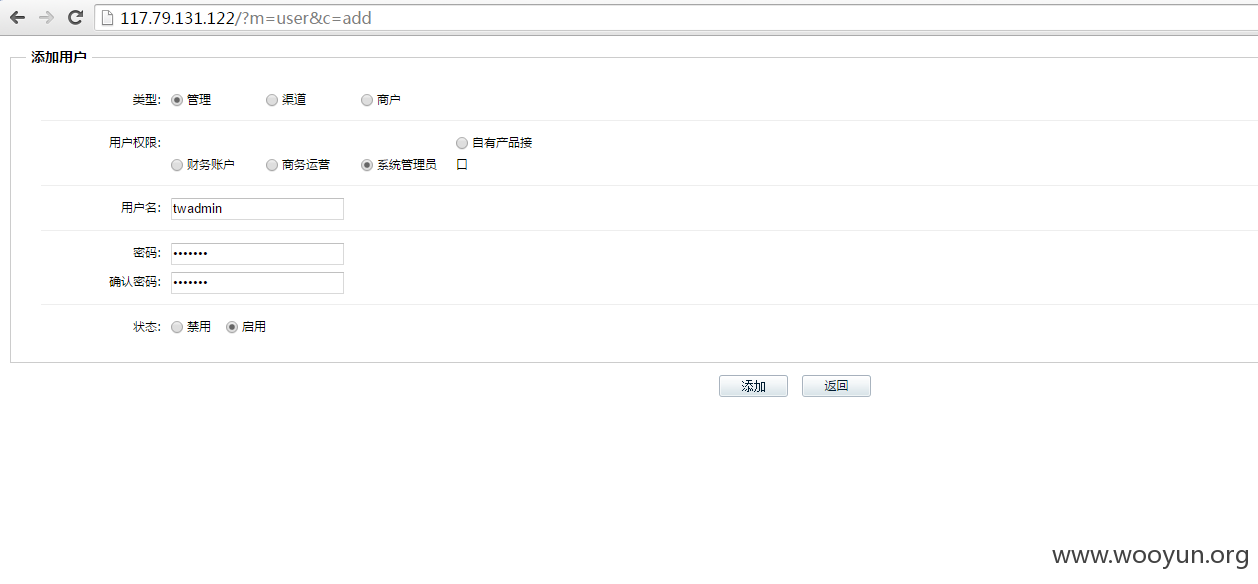 117.79.131.122/?m=user&c=add
添加用户
类型: 管理 渠道 商户
用户权限: 自有产品接
财务账户 商务运营 系统管理员 口
用户名: twadmin
密码: •••••••
确认密码: •••••••
状态: 禁用 启用
添加 返回
www.wooyun.org